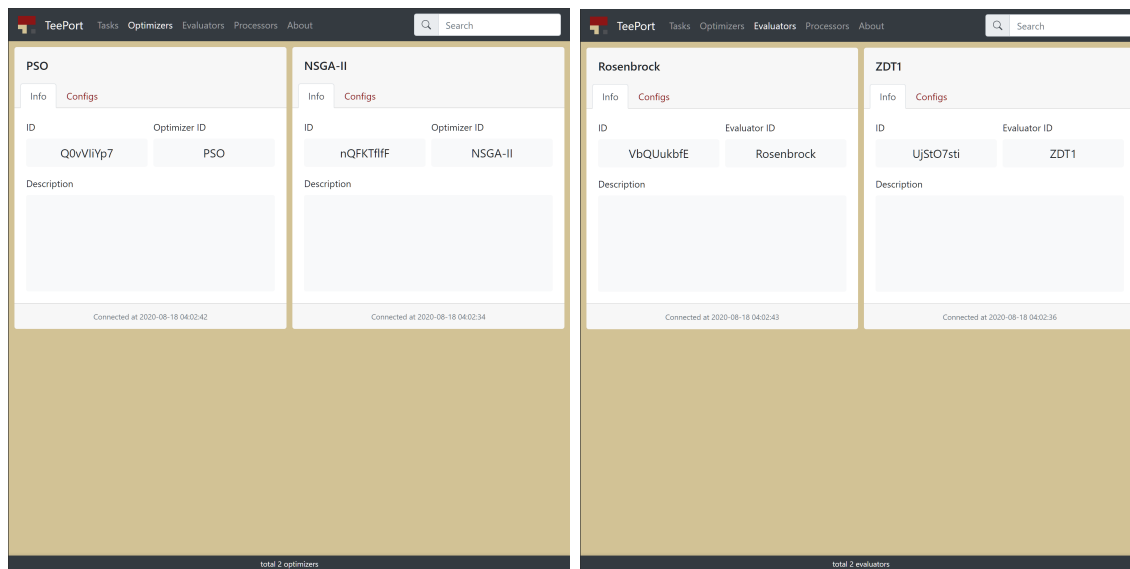 TeePort Tasks Optimizers Evaluators Processors About Search
PSO
NSGA-II
Info Configs
Info Configs
ID Optimizer ID
ID Optimizer ID
Q0vVIiYp7 PSO
nQFKTflfF NSGA-II
Description
Description
Connected at 2020-08-18 04:02:42
Connected at 2020-08-18 04:02:34
total 2 optimizers
TeePort Tasks Optimizers Evaluators Processors About Search
Rosenbrock
ZDT1
Info Configs
Info Configs
ID Evaluator ID
ID Evaluator ID
VbQUukbfE Rosenbrock
UjStO7sti ZDT1
Description
Description
Connected at 2020-08-18 04:02:43
Connected at 2020-08-18 04:02:36
total 2 evaluators